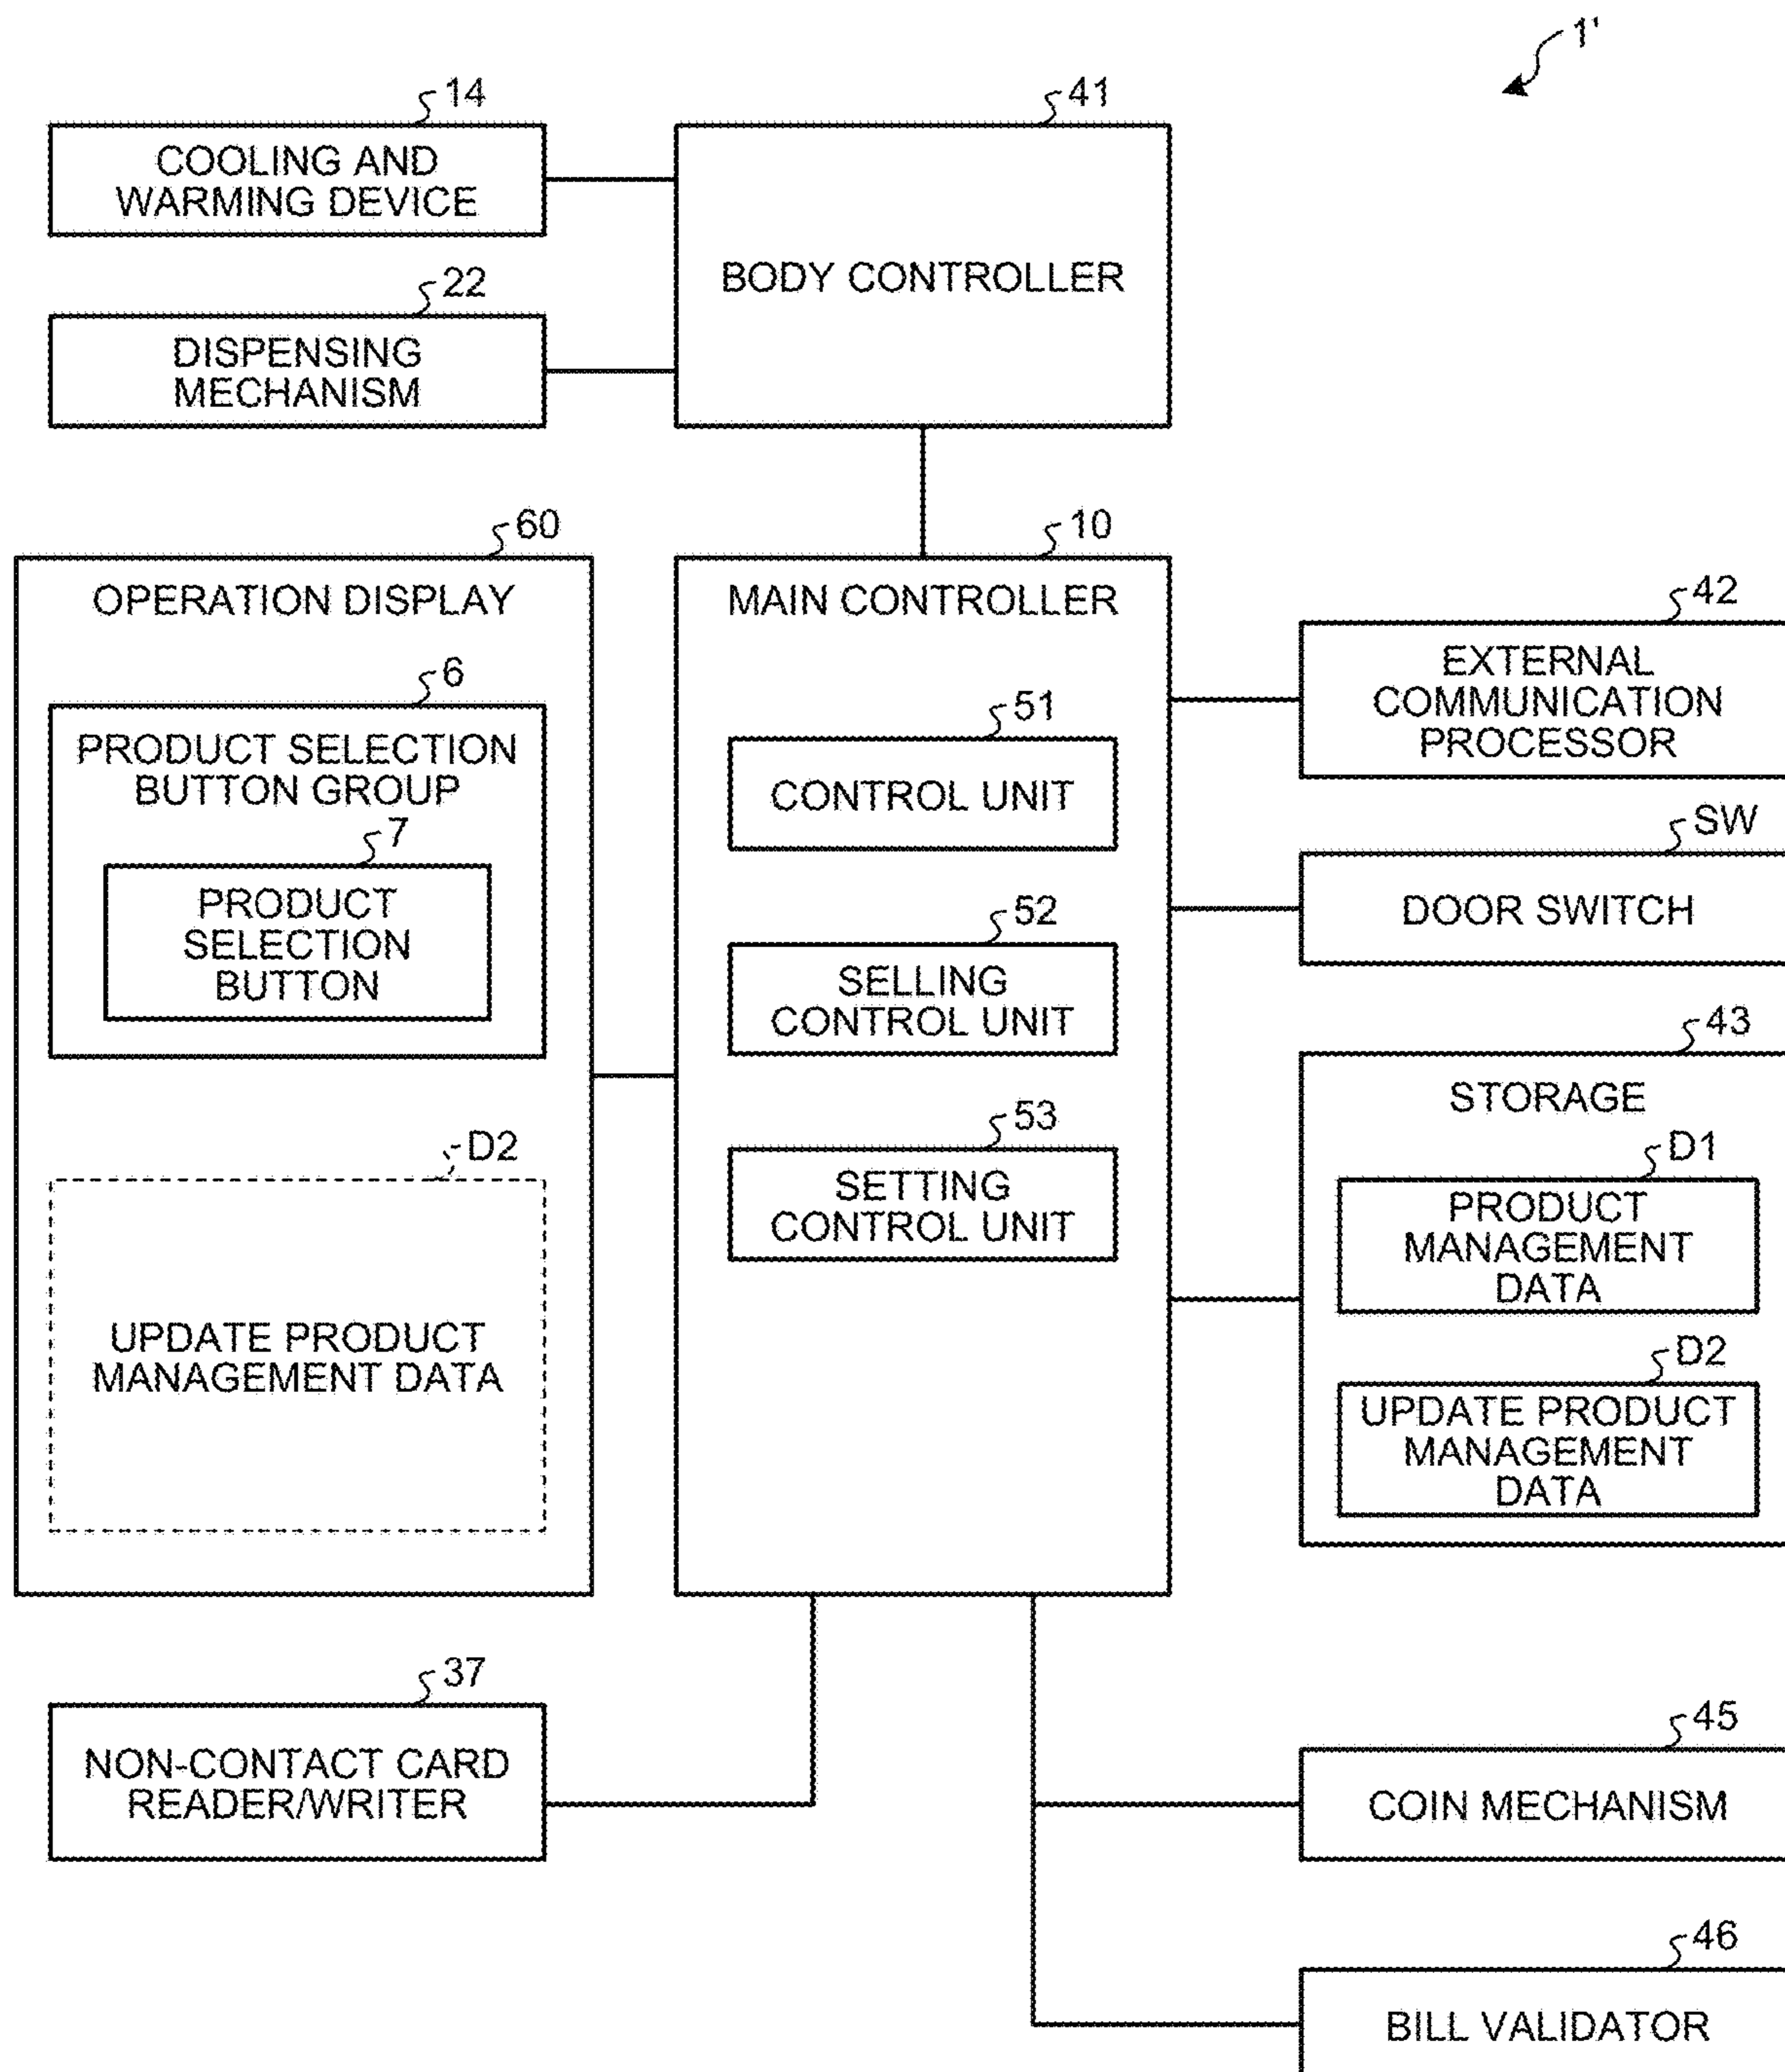 1'
14
COOLING AND
WARMING DEVICE
41
BODY CONTROLLER
22
DISPENSING
MECHANISM
60
OPERATION DISPLAY
6
PRODUCT SELECTION
BUTTON GROUP
7
PRODUCT
SELECTION
BUTTON
D2
UPDATE PRODUCT
MANAGEMENT DATA
10
MAIN CONTROLLER
51
CONTROL UNIT
52
SELLING
CONTROL UNIT
53
SETTING
CONTROL UNIT
42
EXTERNAL
COMMUNICATION
PROCESSOR
SW
DOOR SWITCH
43
STORAGE
D1
PRODUCT
MANAGEMENT
DATA
D2
UPDATE PRODUCT
MANAGEMENT
DATA
37
NON-CONTACT CARD
READER/WRITER
45
COIN MECHANISM
46
BILL VALIDATOR